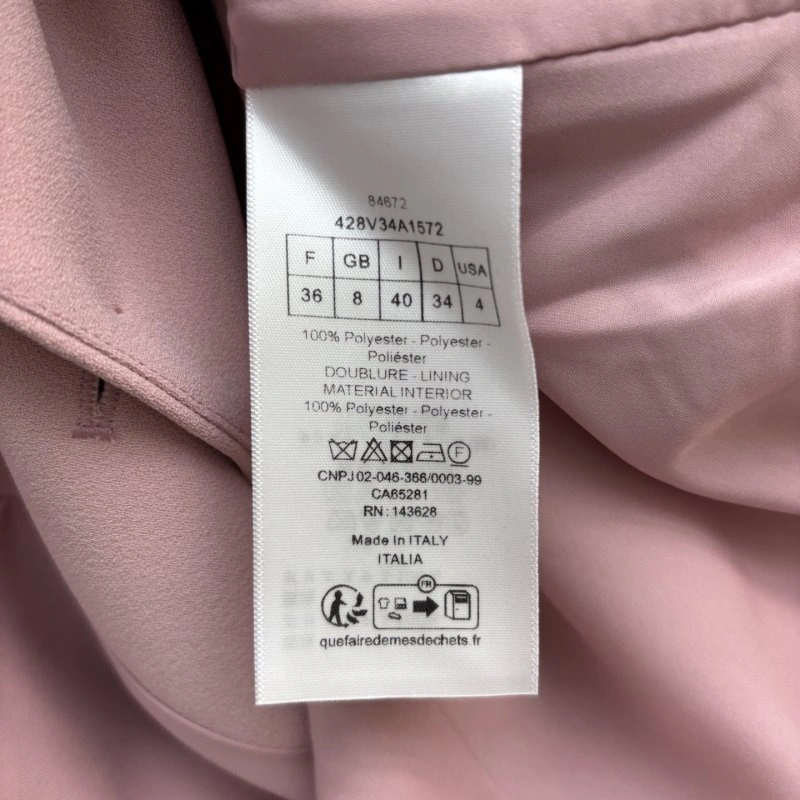 84672
428V34A1572
F GB I D USA
36 8 40 34 4
100% Polyester - Polyester -
Poliéster
DOUBLURE - LINING
MATERIAL INTERIOR
100% Polyester - Polyester -
Poliéster
F
CNPJ 02-046-366/0003-99
CA65281
RN : 143628
Made in ITALY
ITALIA
FR
quefairedemesdechets.fr